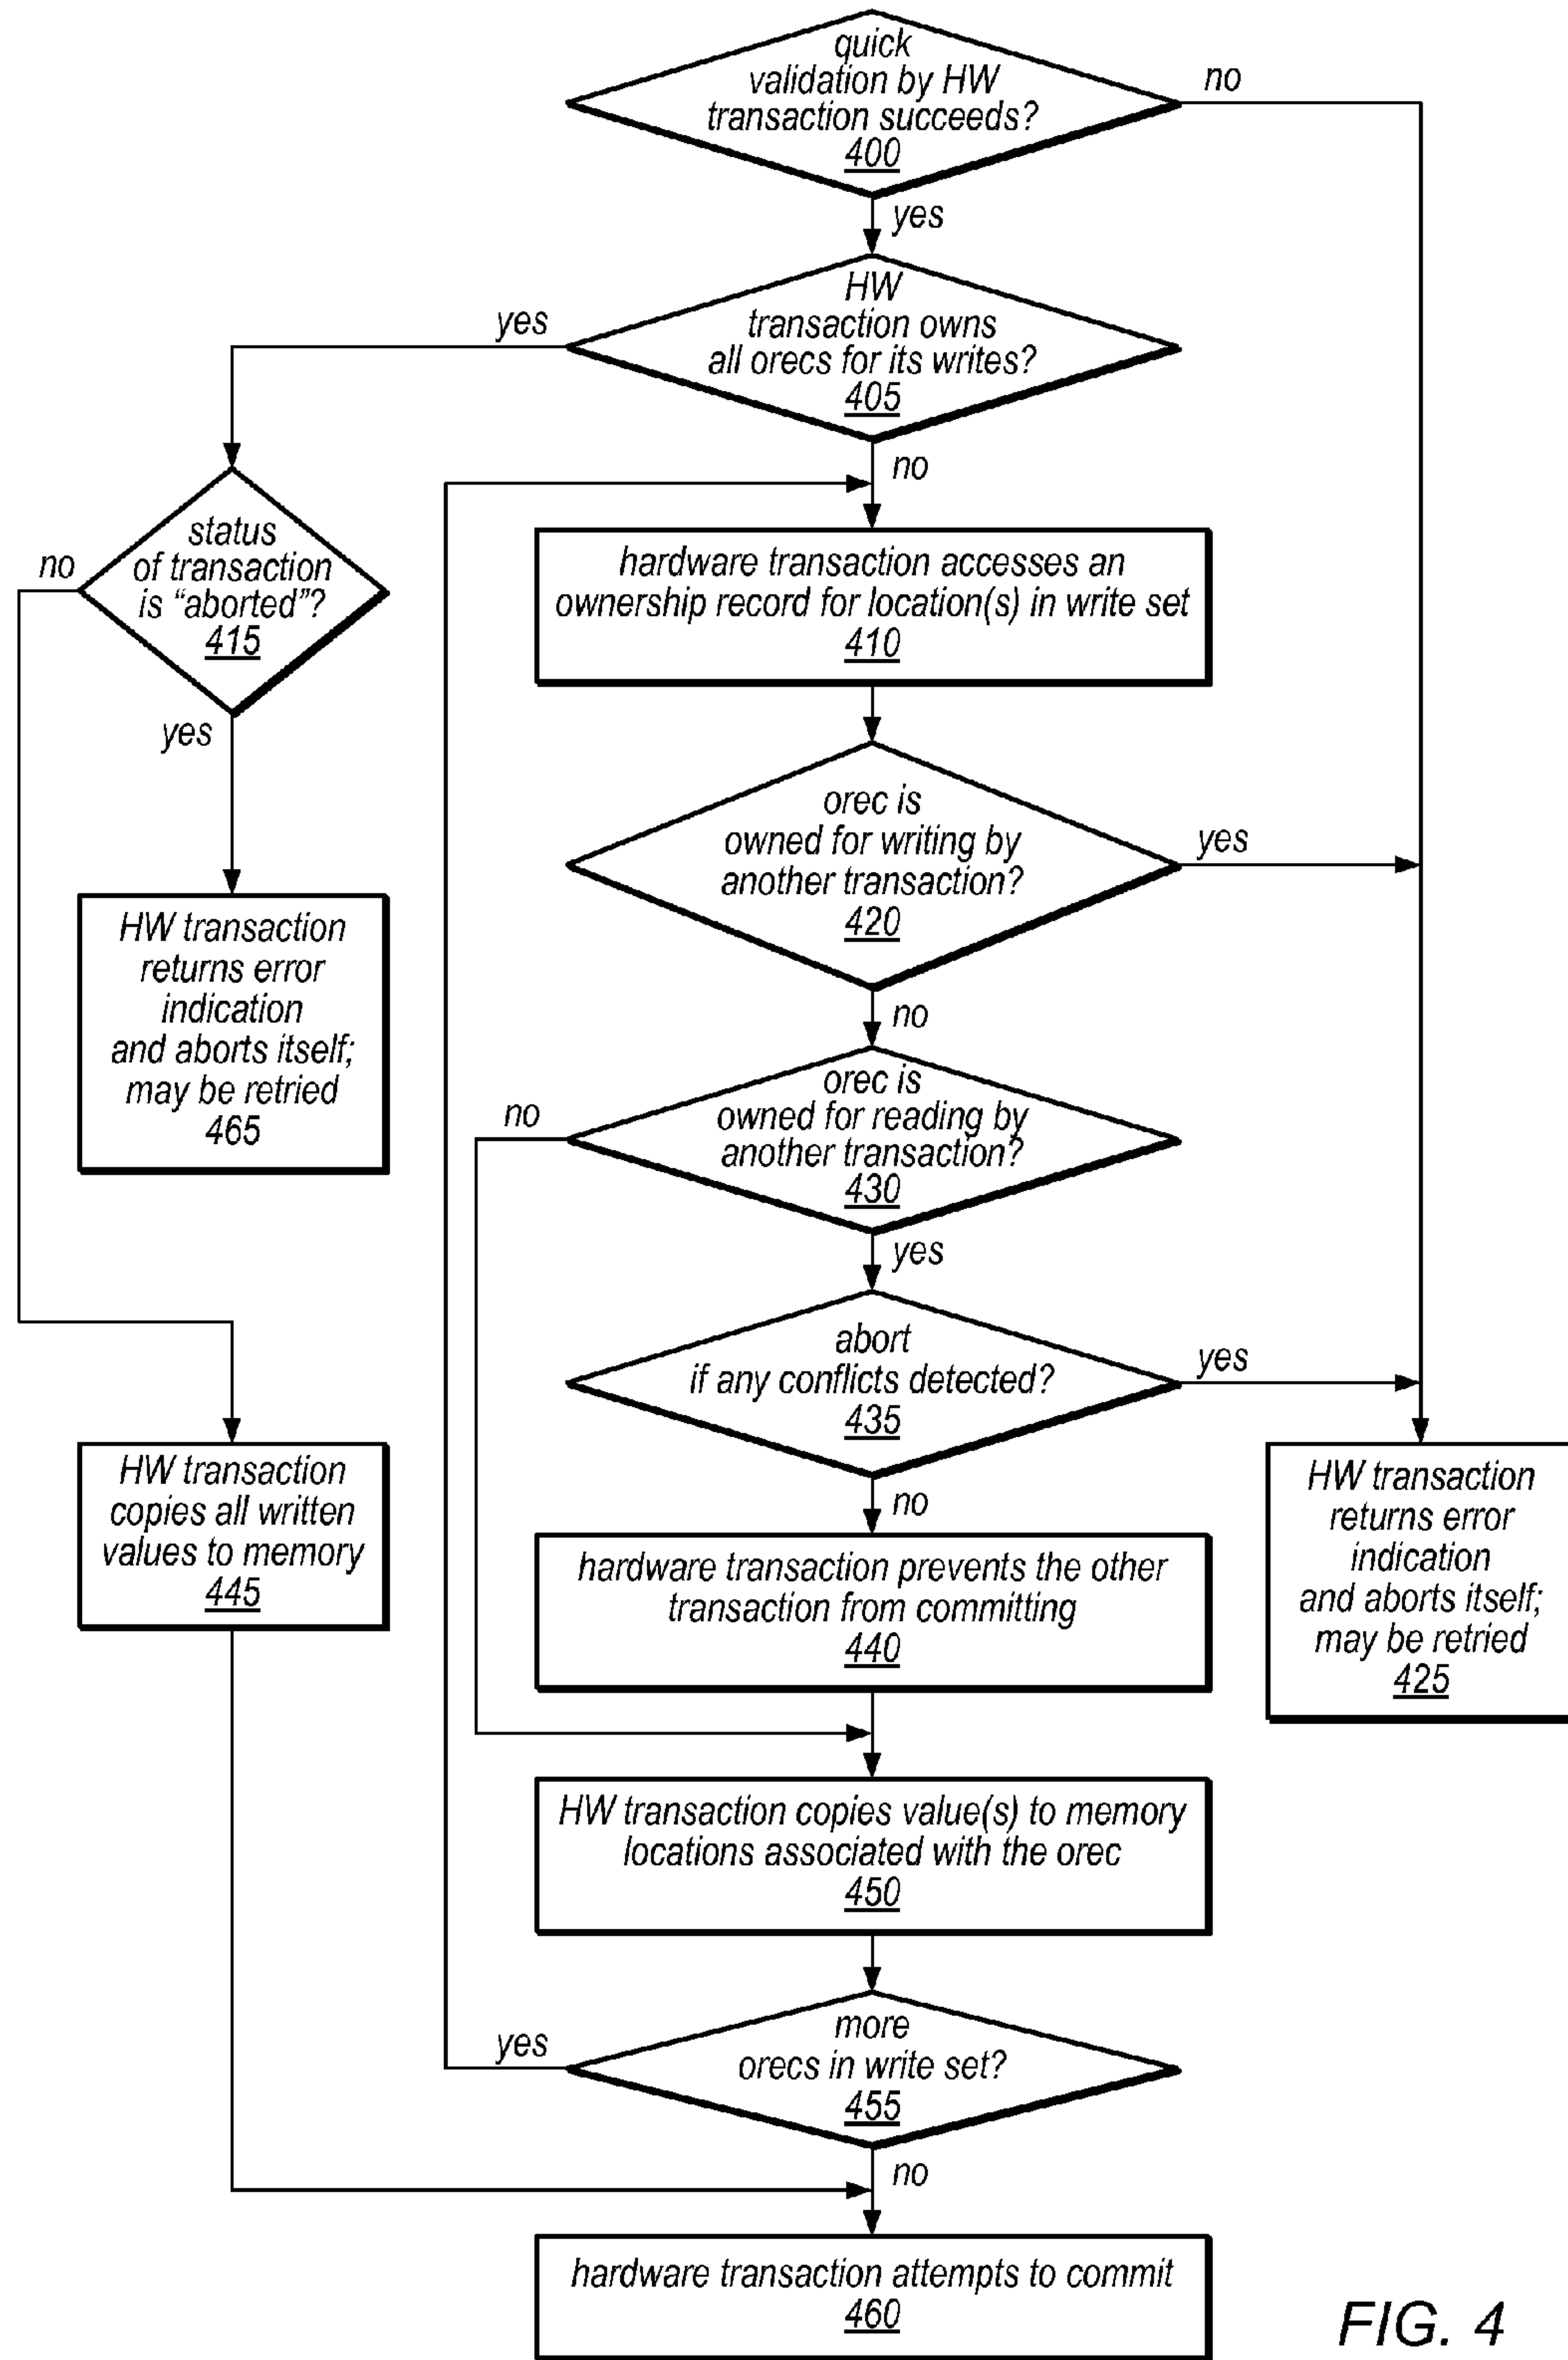 quick
validation by HW
transaction succeeds?
400
no
yes
HW
transaction owns
all orecs for its writes?
405
yes
no
status
of transaction
is “aborted”?
415
no
yes
hardware transaction accesses an
ownership record for location(s) in write set
410
orec is
owned for writing by
another transaction?
420
yes
no
HW transaction
returns error
indication
and aborts itself;
may be retried
465
orec is
owned for reading by
another transaction?
430
no
yes
abort
if any conflicts detected?
435
yes
no
HW transaction
copies all written
values to memory
445
hardware transaction prevents the other
transaction from committing
440
HW transaction
returns error
indication
and aborts itself;
may be retried
425
HW transaction copies value(s) to memory
locations associated with the orec
450
more
orecs in write set?
455
yes
no
hardware transaction attempts to commit
460
FIG. 4